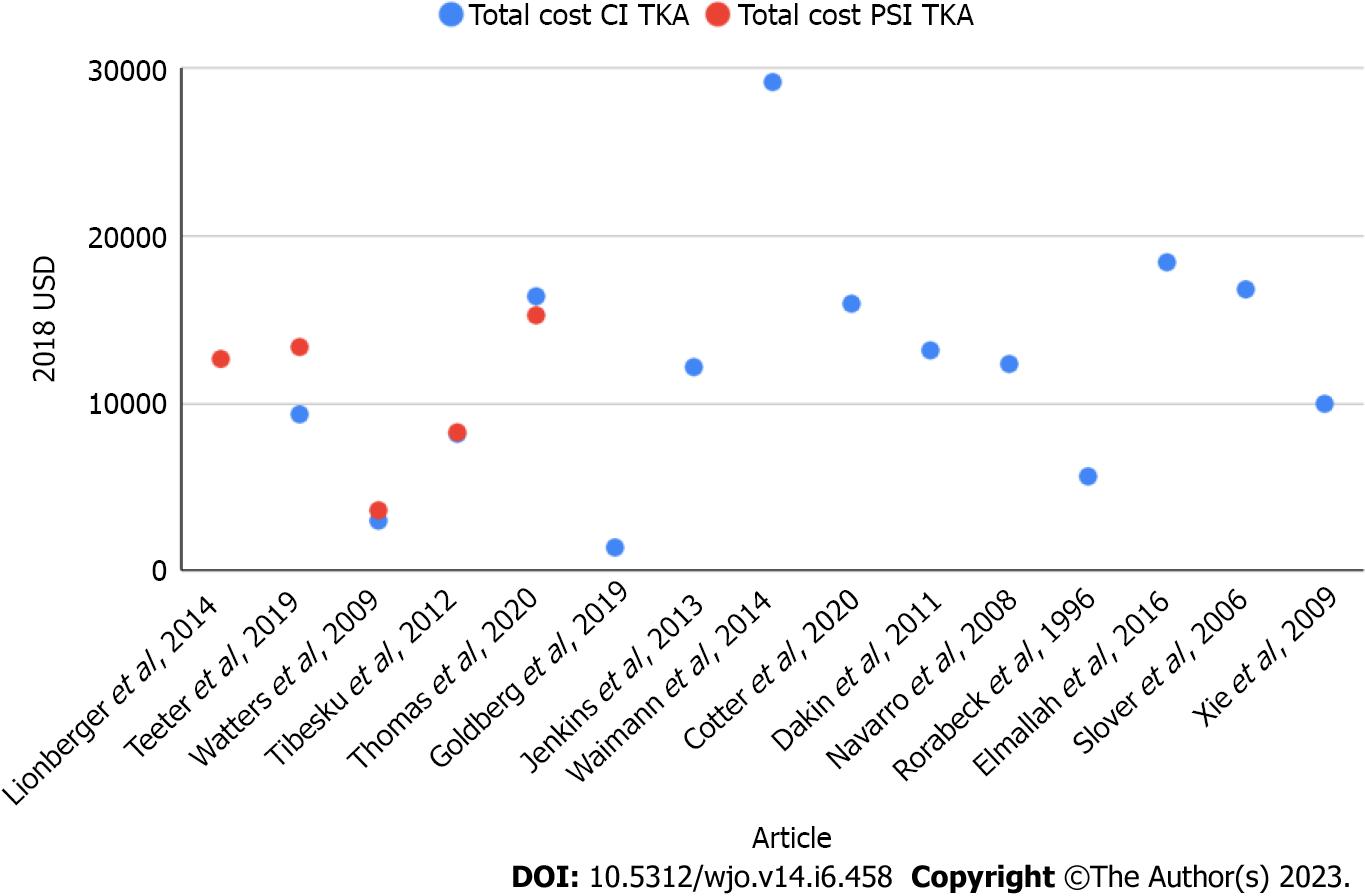 Total cost CI TKA Total cost PSI TKA
30000
20000
10000
0
2018 USD
Lionberger et al, 2014
Teeter et al, 2019
Watters et al, 2009
Tibesku et al, 2012
Thomas et al, 2020
Goldberg et al, 2019
Jenkins et al, 2013
Waimann et al, 2014
Cotter et al, 2020
Dakin et al, 2011
Navarro et al, 2008
Rorabeck et al, 1996
Elmallah et al, 2016
Slover et al, 2006
Xie et al, 2009
Article
DOI: 10.5312/wjo.v14.i6.458 Copyright ©The Author(s) 2023.